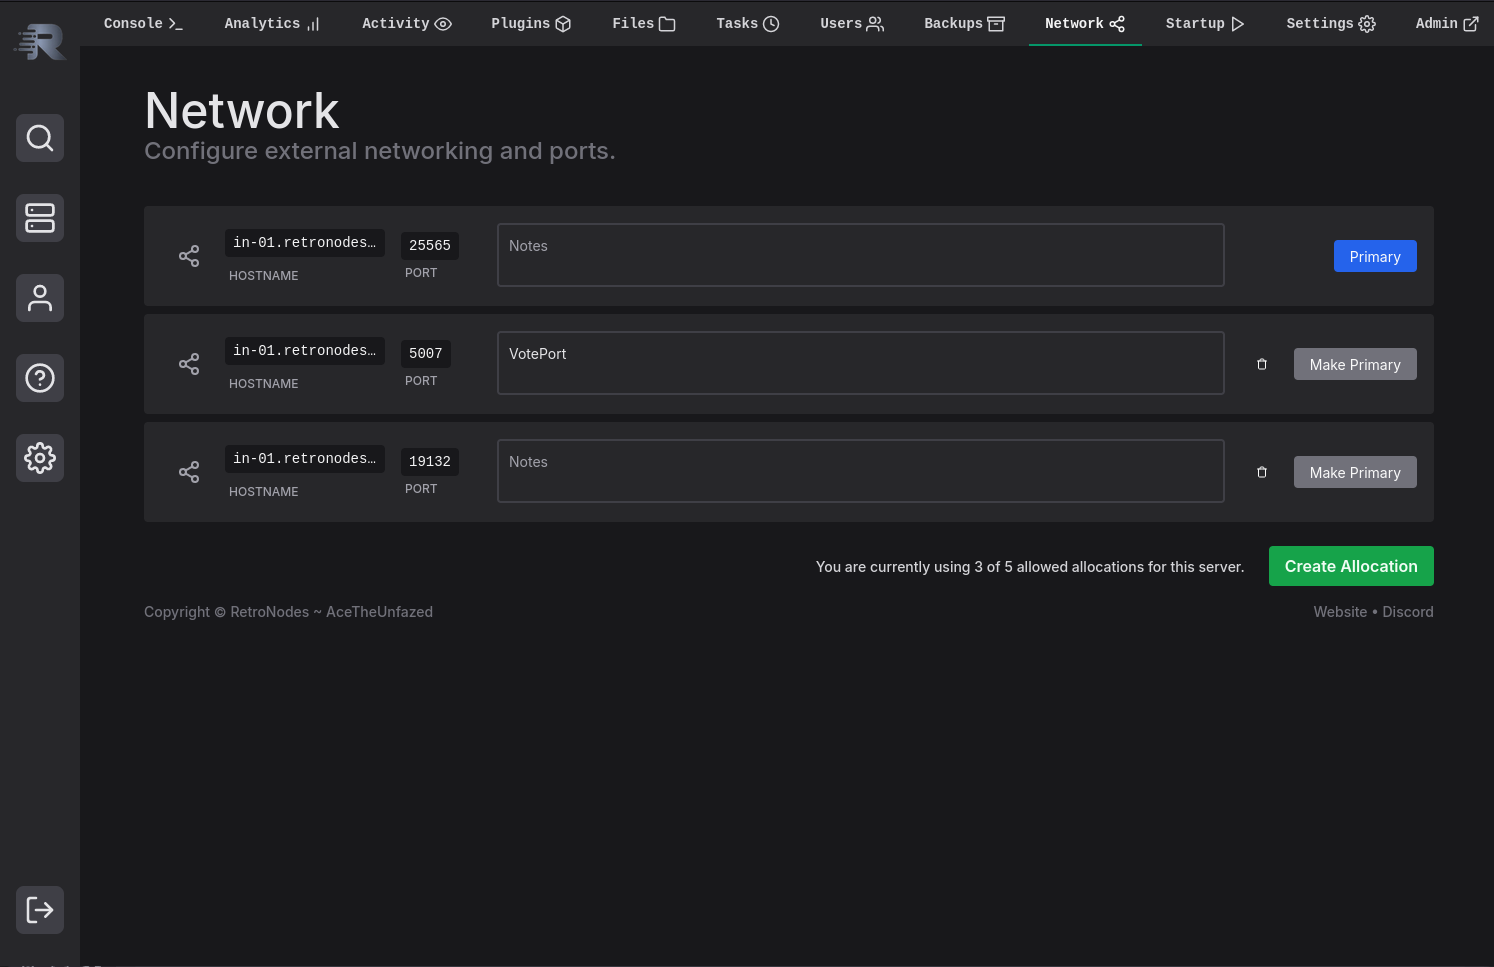 Console Analytics Activity Plugins Files Tasks Users Backups Network Startup Settings Admin
Network
Configure external networking and ports.
in-01.retronodes… 25565 Notes Primary
HOSTNAME PORT
in-01.retronodes… 5007 VotePort Make Primary
HOSTNAME PORT
in-01.retronodes… 19132 Notes Make Primary
HOSTNAME PORT
You are currently using 3 of 5 allowed allocations for this server. Create Allocation
Copyright © RetroNodes ~ AceTheUnfazed Website • Discord